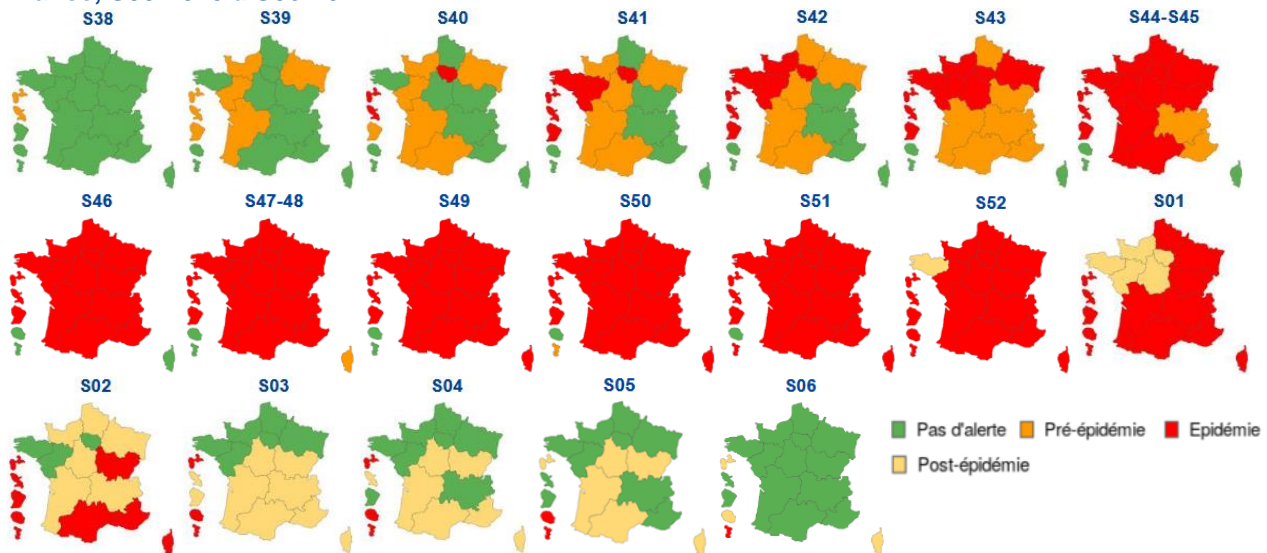 S38 S39 S40 S41 S42 S43 S44-S45
S46 S47-48 S49 S50 S51 S52 S01
S02 S03 S04 S05 S06
Pas d'alerte Pré-épidémie Epidémie
Post-épidémie